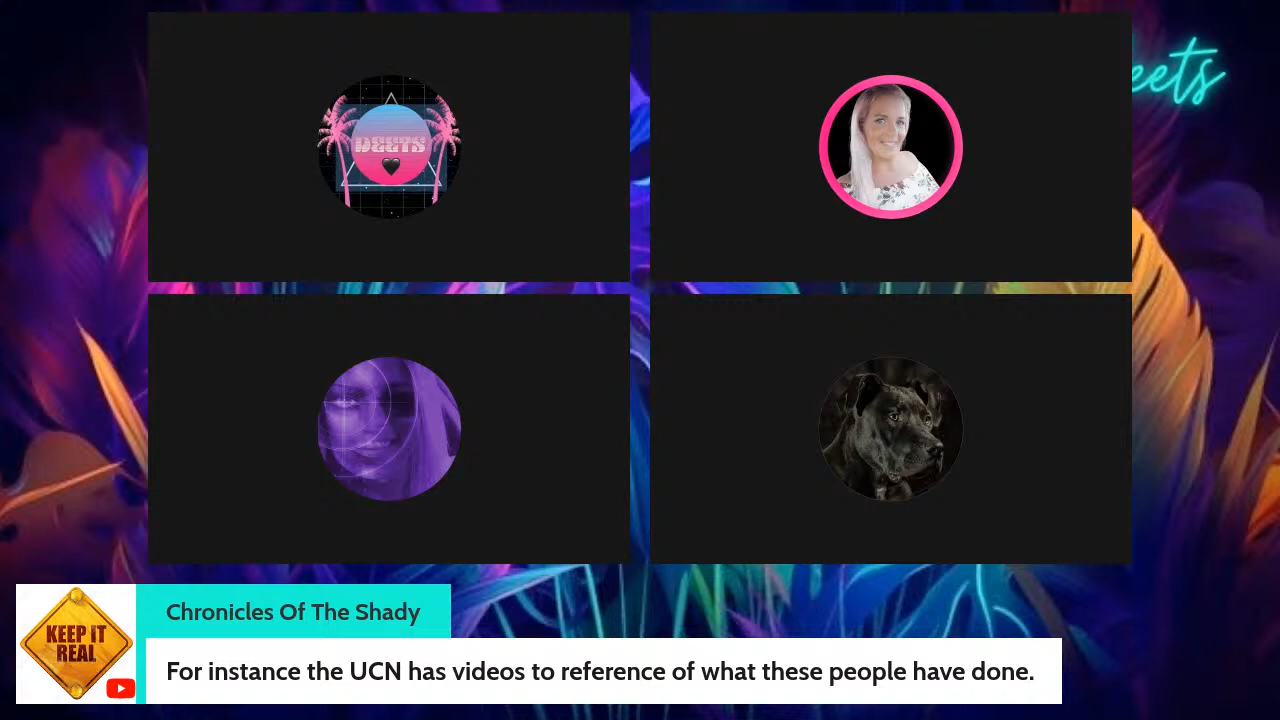 eets
DEETS
KEEP IT
REAL
Chronicles Of The Shady
For instance the UCN has videos to reference of what these people have done.